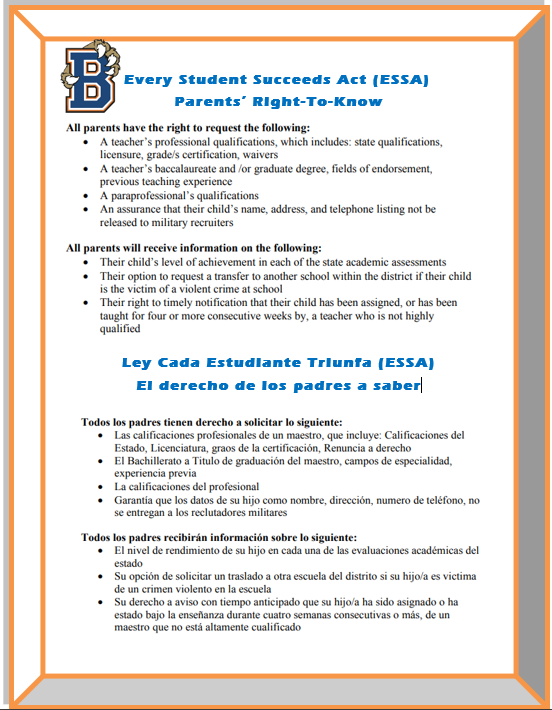 B
Every Student Succeeds Act (ESSA)
Parents' Right-To-Know
All parents have the right to request the following:
• A teacher's professional qualifications, which includes: state qualifications,
licensure, grade/s certification, waivers
• A teacher's baccalaureate and /or graduate degree, fields of endorsement,
previous teaching experience
• A paraprofessional's qualifications
• An assurance that their child's name, address, and telephone listing not be
released to military recruiters
All parents will receive information on the following:
• Their child's level of achievement in each of the state academic assessments
• Their option to request a transfer to another school within the district if their child
is the victim of a violent crime at school
• Their right to timely notification that their child has been assigned, or has been
taught for four or more consecutive weeks by, a teacher who is not highly
qualified
Ley Cada Estudiante Triunfa (ESSA)
El derecho de los padres a saber
Todos los padres tienen derecho a solicitar lo siguiente:
• Las calificaciones profesionales de un maestro, que incluye: Calificaciones del
Estado, Licenciatura, graos de la certificación, Renuncia a derecho
• El Bachillerato a Titulo de graduación del maestro, campos de especialidad,
experiencia previa
• La calificaciones del profesional
• Garantía que los datos de su hijo como nombre, dirección, numero de teléfono, no
se entregan a los reclutadores militares
Todos los padres recibirán información sobre lo siguiente:
• El nivel de rendimiento de su hijo en cada una de las evaluaciones académicas del
estado
• Su opción de solicitar un traslado a otra escuela del distrito si su hijo/a es victima
de un crimen violento en la escuela
• Su derecho a aviso con tiempo anticipado que su hijo/a ha sido asignado o ha
estado bajo la enseñanza durante cuatro semanas consecutivas o más, de un
maestro que no está altamente cualificado